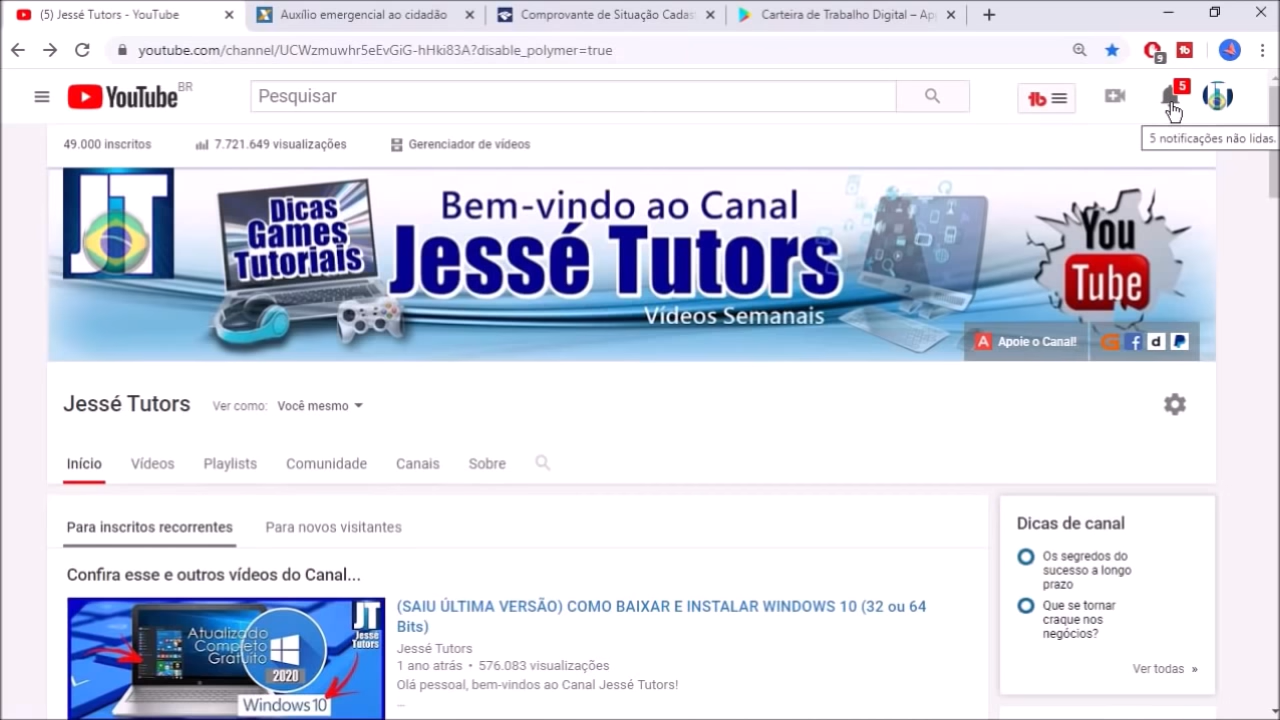 (5) Jessé Tutors - YouTube
Auxílio emergencial ao cidadão
Comprovante de Situação Cadas
Carteira de Trabalho Digital – Ap
youtube.com/channel/UCWzmuwhr5eEvGiG-hHki83A?disable_polymer=true
9
YouTube BR
Pesquisar
5
5 notificações não lidas.
49.000 inscritos
7.721.649 visualizações
Gerenciador de vídeos
JT
Dicas
Games
Tutoriais
Bem-vindo ao Canal
Jessé Tutors
Vídeos Semanais
You
Tube
Apoie o Canal!
Jessé Tutors
Ver como: Você mesmo
Início
Vídeos
Playlists
Comunidade
Canais
Sobre
Para inscritos recorrentes
Para novos visitantes
Confira esse e outros vídeos do Canal...
Atualizado
Completo
Gratuito
2020
Windows 10
JT
Jessé
Tutors
(SAIU ÚLTIMA VERSÃO) COMO BAIXAR E INSTALAR WINDOWS 10 (32 ou 64
Bits)
Jessé Tutors
1 ano atrás • 576.083 visualizações
Olá pessoal, bem-vindos ao Canal Jessé Tutors!
...
Dicas de canal
Os segredos do
sucesso a longo
prazo
Que se tornar
craque nos
negócios?
Ver todas »